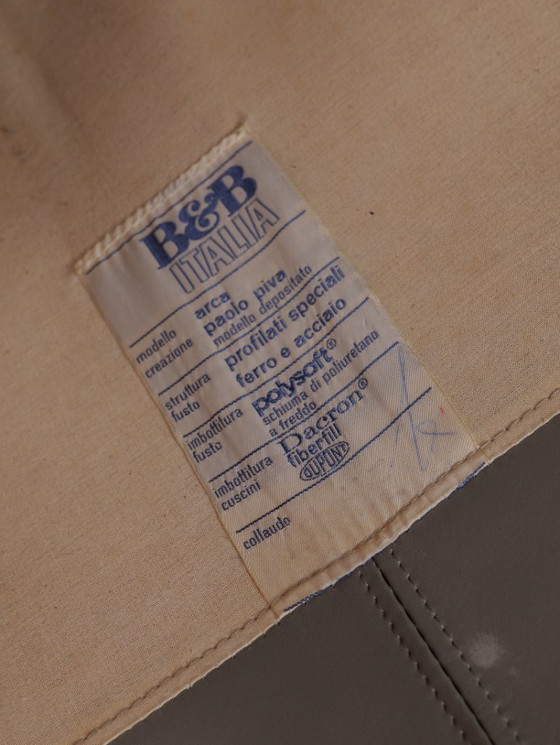 B&B
ITALIA
modello arca
creazione paolo piva
modello depositato
struttura profilati speciali
fusto ferro e acciaio
imbottitura polysoft®
fusto schiuma di poliuretano
a freddo
imbottitura Dacron®
cuscini fiberfill
DUPONT
collaudo